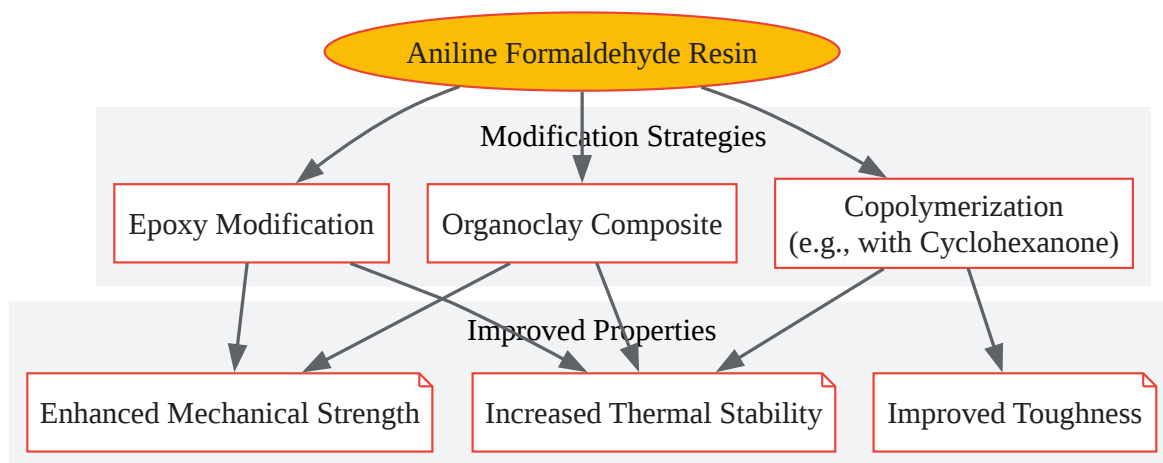 Aniline Formaldehyde Resin
Modification Strategies
Epoxy Modification
Organoclay Composite
Copolymerization
(e.g., with Cyclohexanone)
Improved Properties
Enhanced Mechanical Strength
Increased Thermal Stability
Improved Toughness